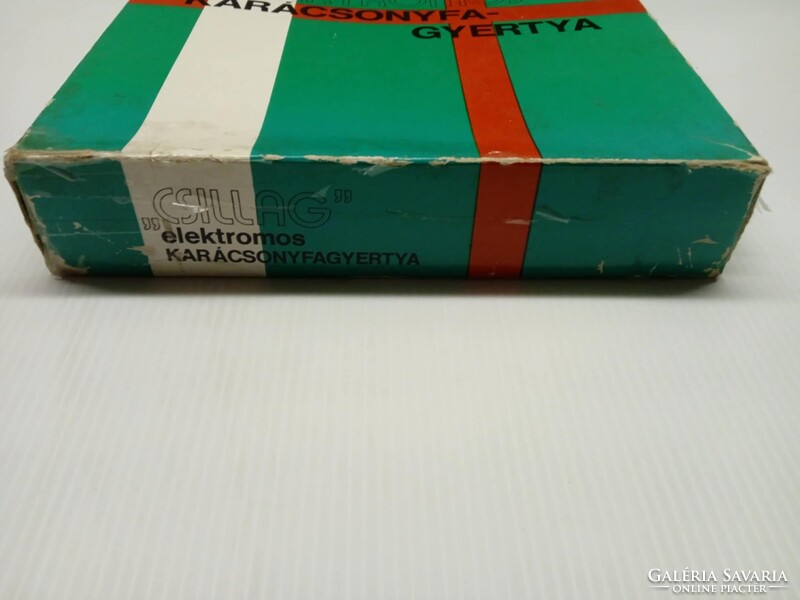 KARÁCSONYFA-
GYERTYA
„CSILLAG”
elektromos
KARÁCSONYFAGYERTYA
GALÉRIA SAVARIA
ONLINE PIACTÉR